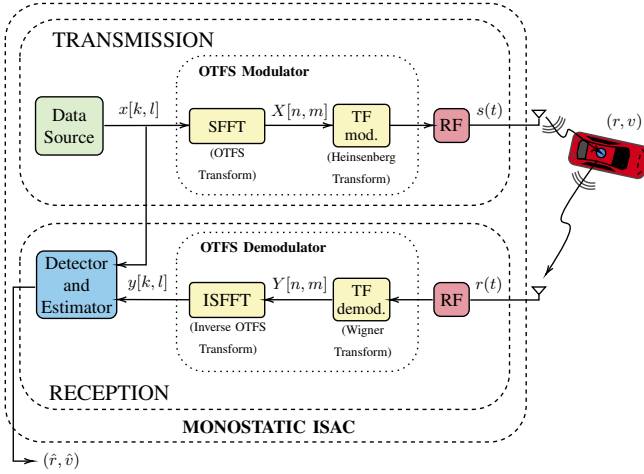 TRANSMISSION
OTFS Modulator
Data
Source
x[k, l]
SFFT
(OTFS
Transform)
X[n, m]
TF
mod.
(Heinsenberg
Transform)
RF
s(t)
(r, v)
RECEPTION
OTFS Demodulator
Detector
and
Estimator
y[k, l]
ISFFT
(Inverse OTFS
Transform)
Y[n, m]
TF
demod.
(Wigner
Transform)
RF
r(t)
MONOSTATIC ISAC
(r̂, v̂)